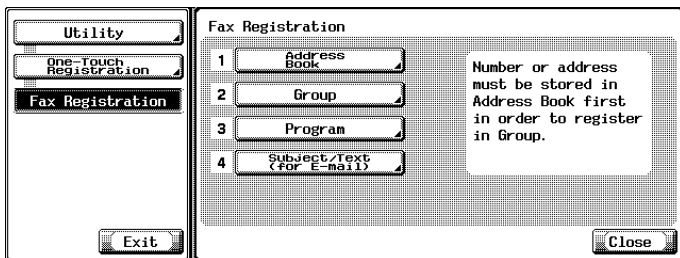 Utility
One-Touch
Registration
Fax Registration
Exit
Fax Registration
1 Address
Book
2 Group
3 Program
4 Subject/Text
(for E-mail)
Number or address
must be stored in
Address Book first
in order to register
in Group.
Close